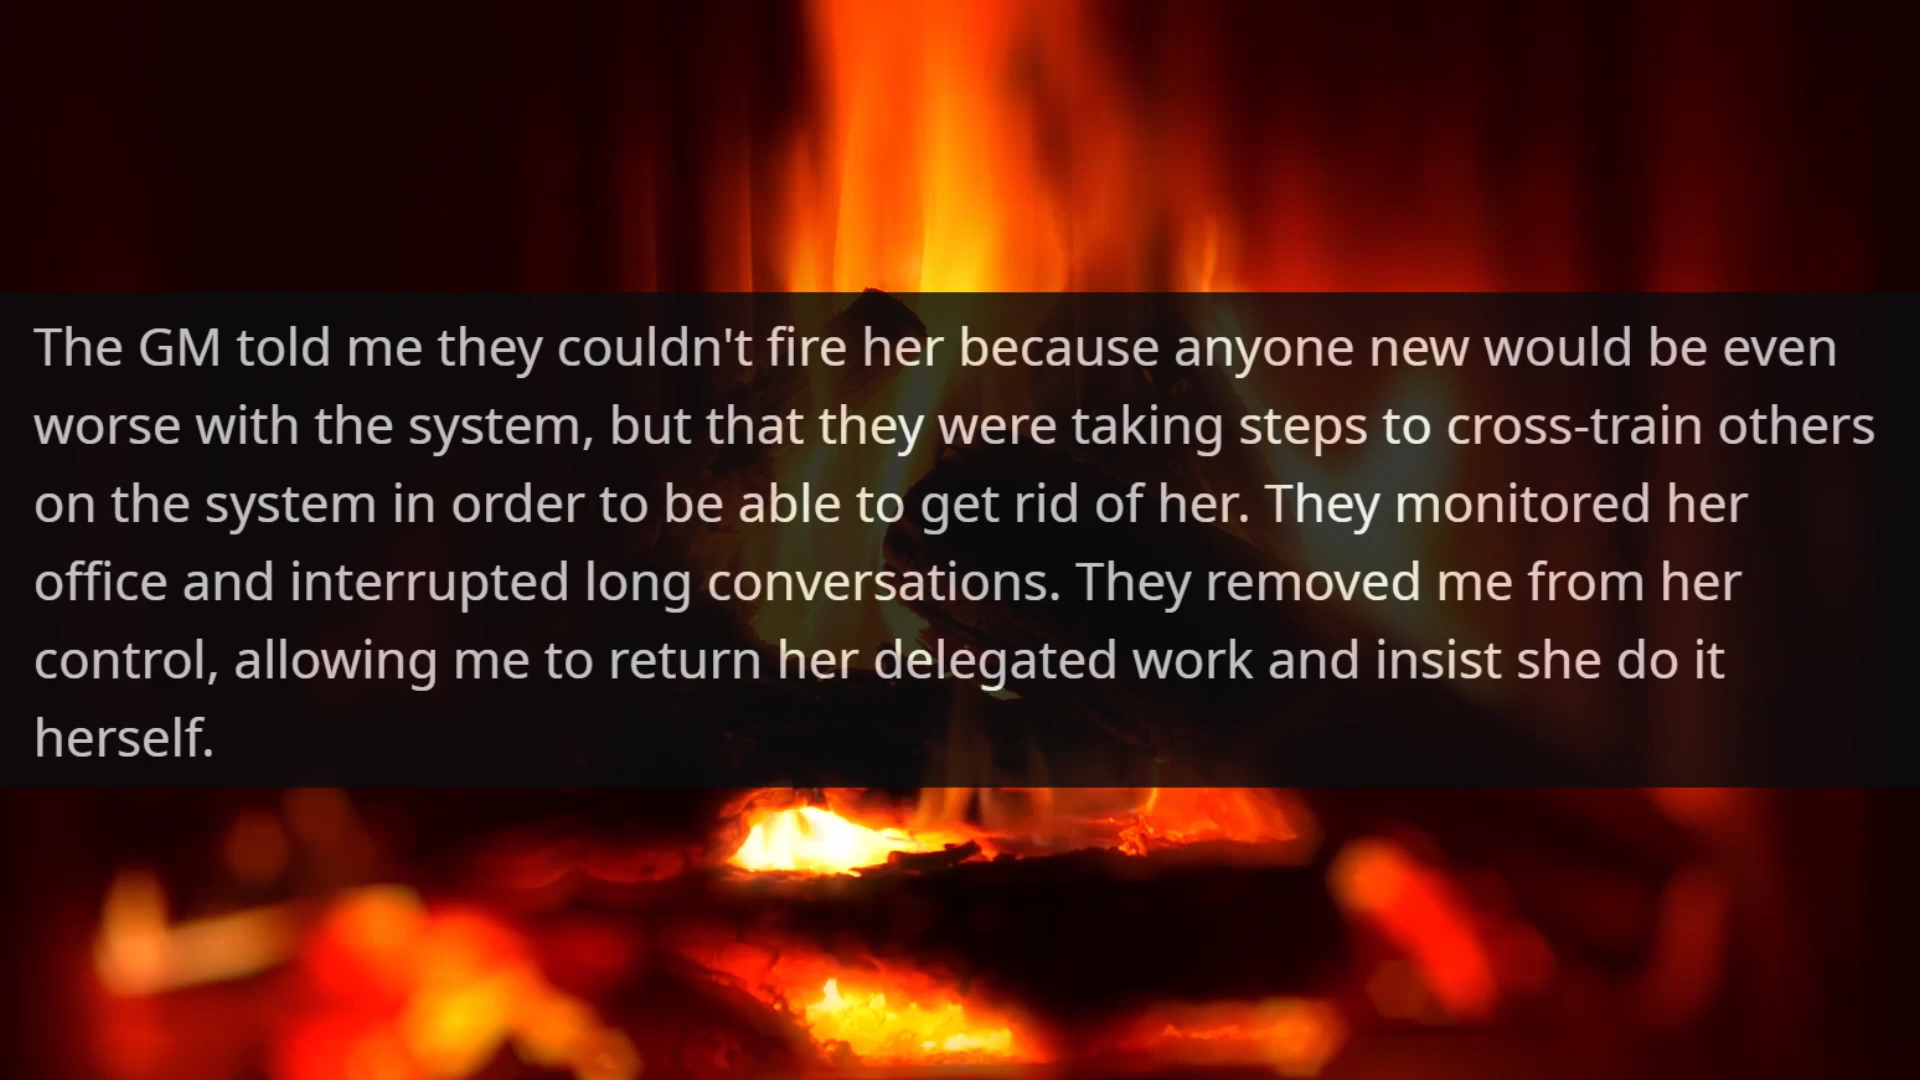 The GM told me they couldn't fire her because anyone new would be even
worse with the system, but that they were taking steps to cross-train others
on the system in order to be able to get rid of her. They monitored her
office and interrupted long conversations. They removed me from her
control, allowing me to return her delegated work and insist she do it
herself.